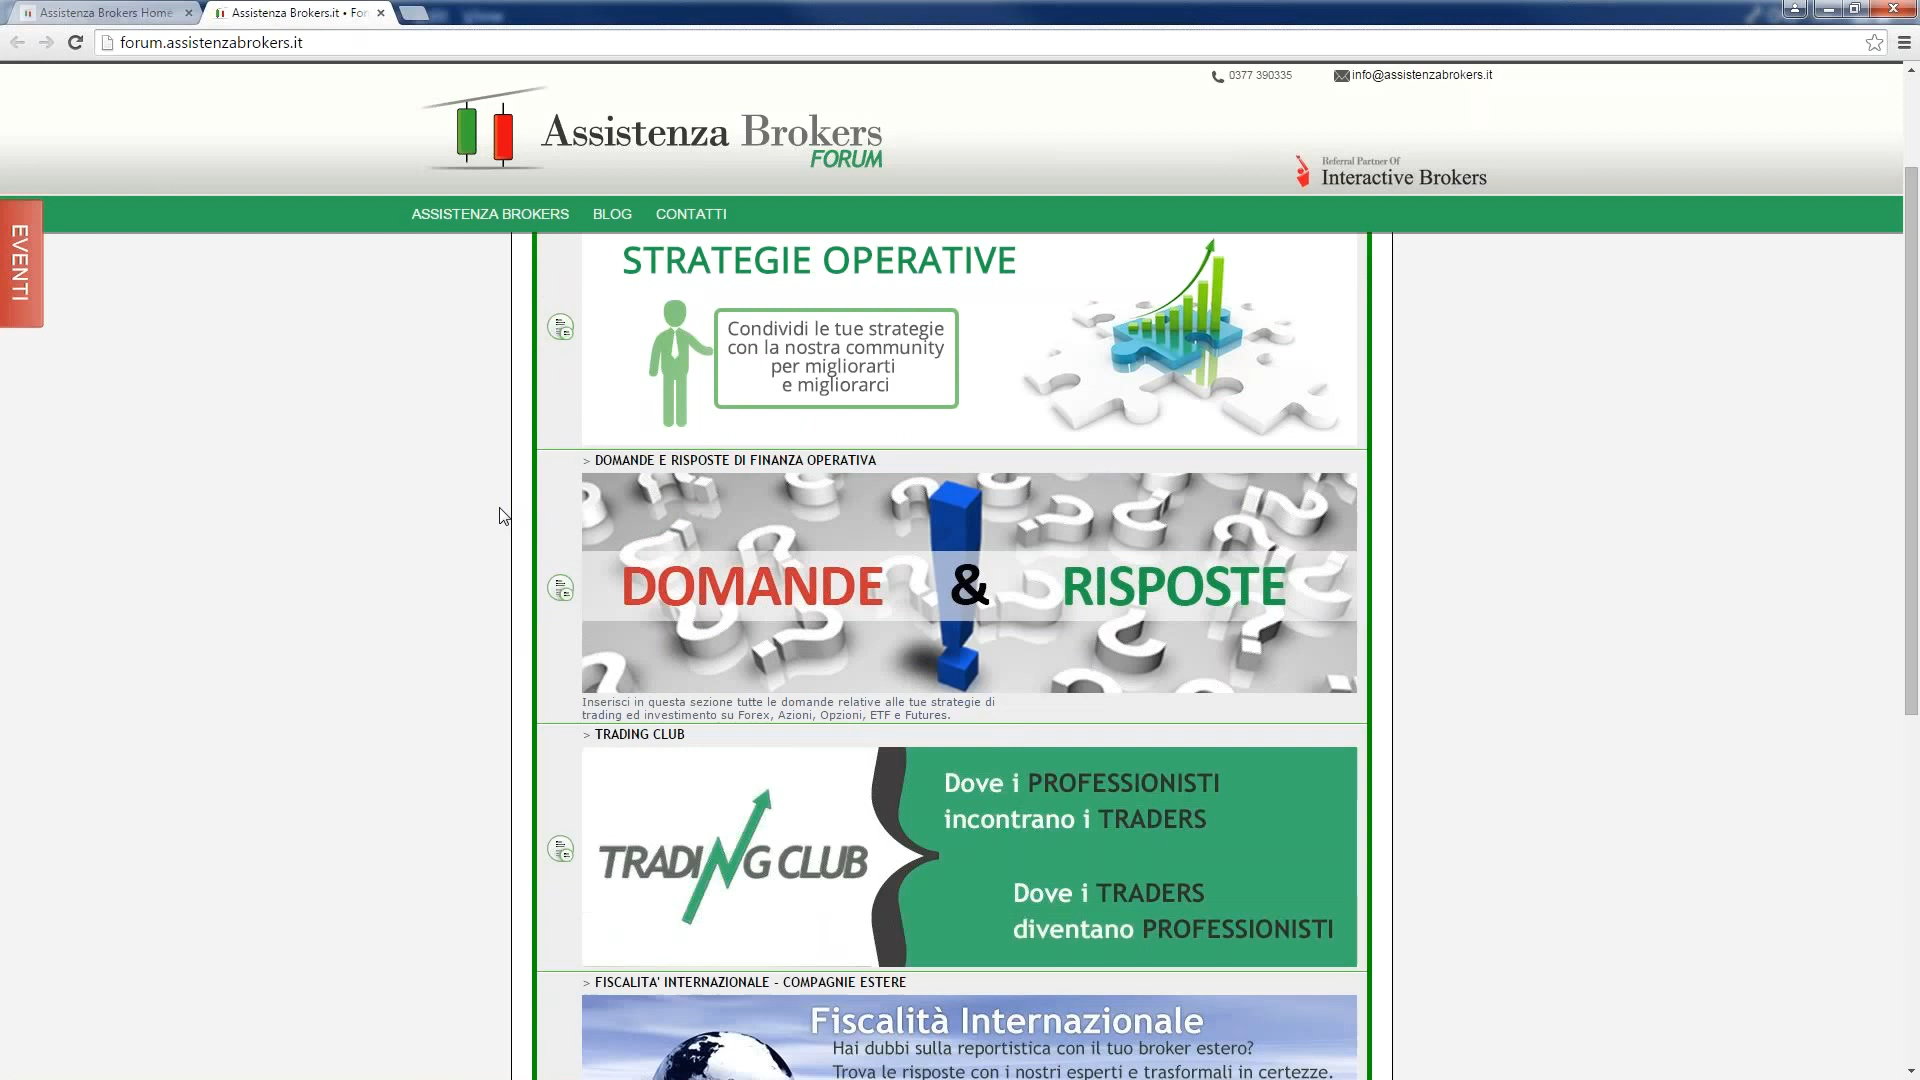 Assistenza Brokers Home
Assistenza Brokers.it • For
forum.assistenzabrokers.it
0377 390335
info@assistenzabrokers.it
Assistenza Brokers
FORUM
Referral Partner Of
Interactive Brokers
ASSISTENZA BROKERS
BLOG
CONTATTI
EVENTI
STRATEGIE OPERATIVE
Condividi le tue strategie
con la nostra community
per migliorarti
e migliorarci
> DOMANDE E RISPOSTE DI FINANZA OPERATIVA
DOMANDE & RISPOSTE
Inserisci in questa sezione tutte le domande relative alle tue strategie di
trading ed investimento su Forex, Azioni, Opzioni, ETF e Futures.
> TRADING CLUB
TRADING CLUB
Dove i PROFESSIONISTI
incontrano i TRADERS
Dove i TRADERS
diventano PROFESSIONISTI
> FISCALITA' INTERNAZIONALE - COMPAGNIE ESTERE
Fiscalità Internazionale
Hai dubbi sulla reportistica con il tuo broker estero?
Trova le risposte con i nostri esperti e trasformali in certezze.